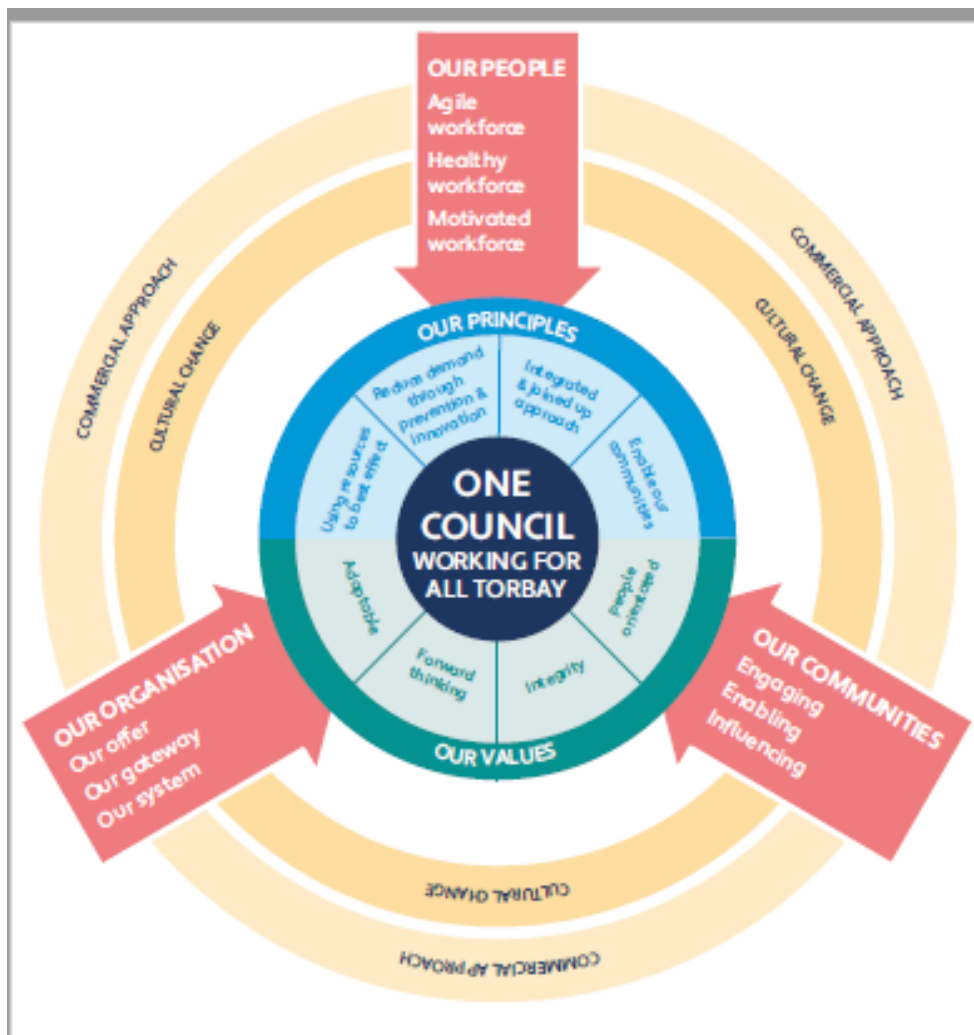 OUR PEOPLE
Agile
workforce
Healthy
workforce
Motivated
workforce
COMMERCIAL APPROACH
CULTURAL CHANGE
COMMERCIAL APPROACH
CULTURAL CHANGE
OUR PRINCIPLES
Using resources
to best effect
Reduce demand
through
prevention &
innovation
Integrated
& joined up
approach
Enable our
communities
ONE
COUNCIL
WORKING FOR
ALL TORBAY
Adaptable
Forward
thinking
Integrity
people
orientated
OUR VALUES
OUR ORGANISATION
Our offer
Our gateway
Our system
OUR COMMUNITIES
Engaging
Enabling
Influencing
CULTURAL CHANGE
COMMERCIAL APPROACH